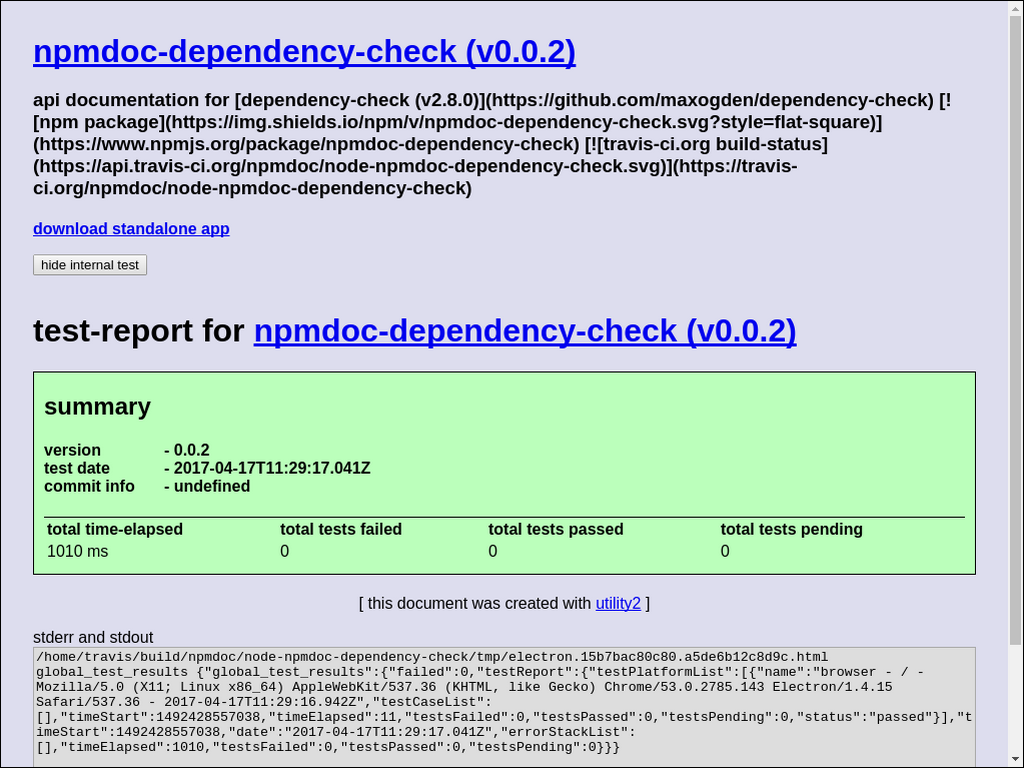 npmdoc-dependency-check (v0.0.2)
api documentation for [dependency-check (v2.8.0)](https://github.com/maxogden/dependency-check) [!
[npm package](https://img.shields.io/npm/v/npmdoc-dependency-check.svg?style=flat-square)]
(https://www.npmjs.org/package/npmdoc-dependency-check) [![travis-ci.org build-status]
(https://api.travis-ci.org/npmdoc/node-npmdoc-dependency-check.svg)](https://travis-
ci.org/npmdoc/node-npmdoc-dependency-check)
download standalone app
hide internal test
test-report for npmdoc-dependency-check (v0.0.2)
summary
version - 0.0.2
test date - 2017-04-17T11:29:17.041Z
commit info - undefined
total time-elapsed total tests failed total tests passed total tests pending
1010 ms 0 0 0
[ this document was created with utility2 ]
stderr and stdout
/home/travis/build/npmdoc/node-npmdoc-dependency-check/tmp/electron.15b7bac80c80.a5de6b12c8d9c.html
global_test_results {"global_test_results":{"failed":0,"testReport":{"testPlatformList":[{"name":"browser - / -
Mozilla/5.0 (X11; Linux x86_64) AppleWebKit/537.36 (KHTML, like Gecko) Chrome/53.0.2785.143 Electron/1.4.15
Safari/537.36 - 2017-04-17T11:29:16.942Z","testCaseList":
[],"timeStart":1492428557038,"timeElapsed":11,"testsFailed":0,"testsPassed":0,"testsPending":0,"status":"passed"}],"t
imeStart":1492428557038,"date":"2017-04-17T11:29:17.041Z","errorStackList":
[],"timeElapsed":1010,"testsFailed":0,"testsPassed":0,"testsPending":0}}}